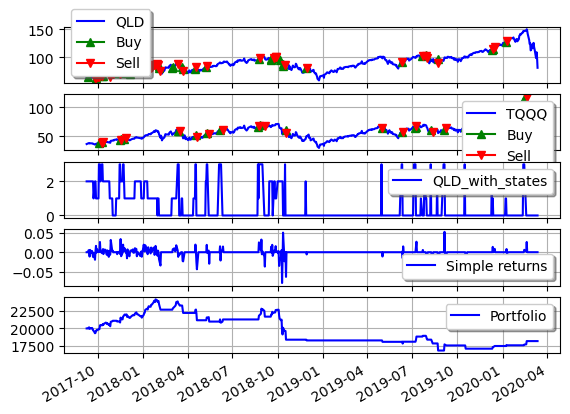 150
100
QLD
Buy
Sell
100
50
TQQQ
Buy
Sell
2
0
QLD_with_states
0.05
0.00
−0.05
Simple returns
22500
20000
17500
Portfolio
2017-10 2018-01 2018-04 2018-07 2018-10 2019-01 2019-04 2019-07 2019-10 2020-01 2020-04